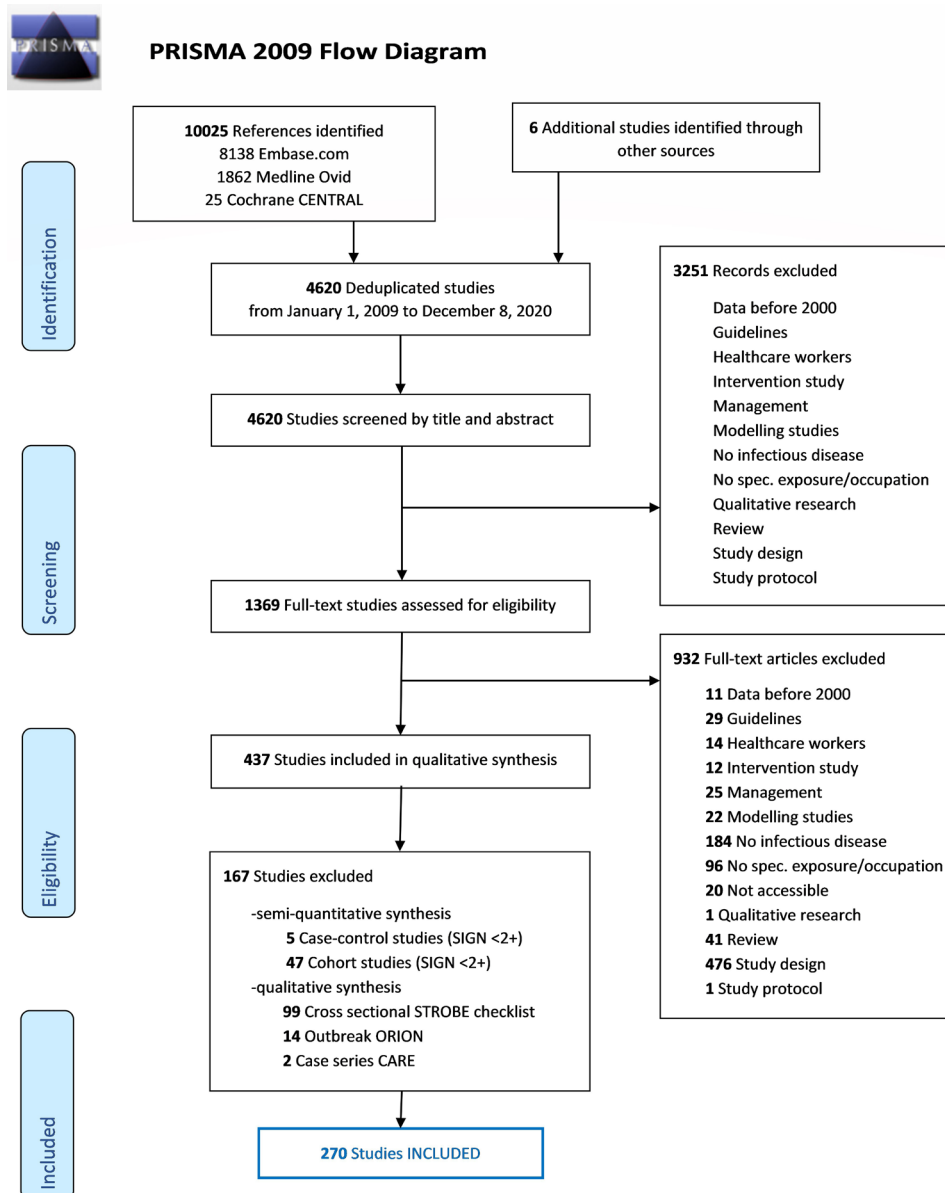 PRISMA
PRISMA 2009 Flow Diagram
10025 References identified
8138 Embase.com
1862 Medline Ovid
25 Cochrane CENTRAL
6 Additional studies identified through
other sources
Identification
4620 Deduplicated studies
from January 1, 2009 to December 8, 2020
3251 Records excluded
Data before 2000
Guidelines
Healthcare workers
Intervention study
Management
Modelling studies
No infectious disease
No spec. exposure/occupation
Qualitative research
Review
Study design
Study protocol
4620 Studies screened by title and abstract
Screening
1369 Full-text studies assessed for eligibility
932 Full-text articles excluded
11 Data before 2000
29 Guidelines
14 Healthcare workers
12 Intervention study
25 Management
22 Modelling studies
184 No infectious disease
96 No spec. exposure/occupation
20 Not accessible
1 Qualitative research
41 Review
476 Study design
1 Study protocol
437 Studies included in qualitative synthesis
Eligibility
167 Studies excluded
-semi-quantitative synthesis
5 Case-control studies (SIGN <2+)
47 Cohort studies (SIGN <2+)
-qualitative synthesis
99 Cross sectional STROBE checklist
14 Outbreak ORION
2 Case series CARE
Included
270 Studies INCLUDED